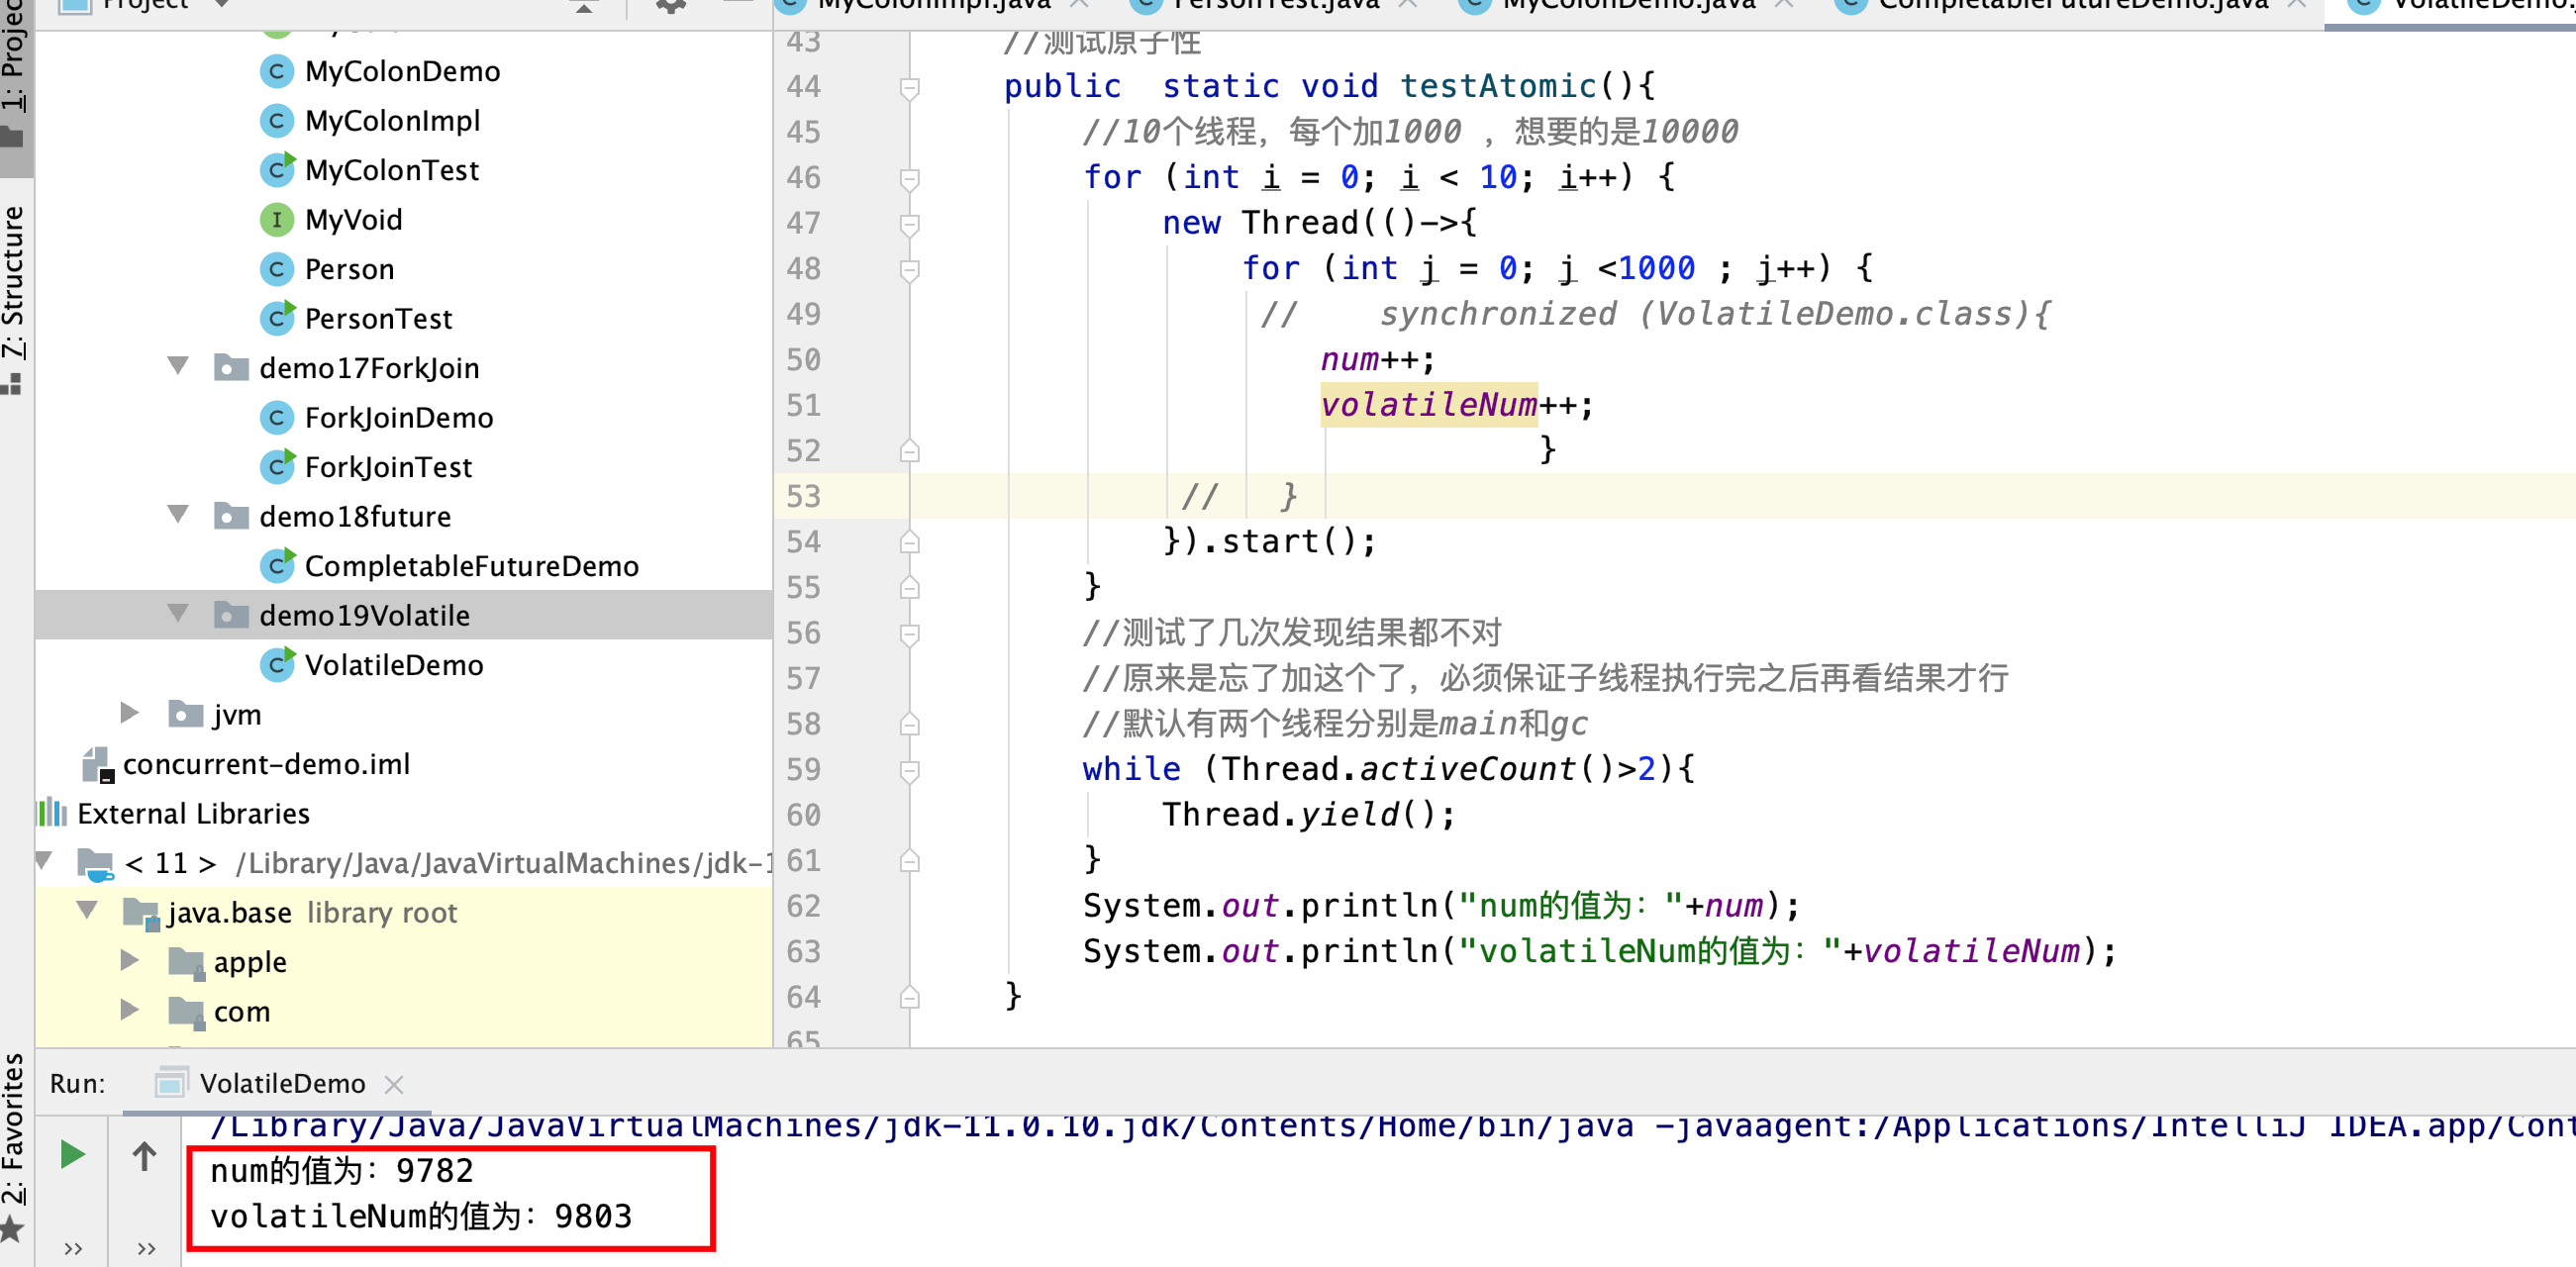 1: Project
7: Structure
2: Favorites
Project
MyColonDemo
MyColonImpl
MyColonTest
MyVoid
Person
PersonTest
demo17ForkJoin
ForkJoinDemo
ForkJoinTest
demo18future
CompletableFutureDemo
demo19Volatile
VolatileDemo
jvm
concurrent-demo.iml
External Libraries
< 11 > /Library/Java/JavaVirtualMachines/jdk-1
java.base library root
apple
com
MyColonImpl.java PersonTest.java MyColonDemo.java CompletableFutureDemo.java VolatileDemo.
43 //测试原子性
44 public  static void testAtomic(){
45 //10个线程，每个加1000 ，想要的是10000
46 for (int i = 0; i < 10; i++) {
47 new Thread(()->{
48 for (int j = 0; j <1000 ; j++) {
49 //    synchronized (VolatileDemo.class){
50 num++;
51 volatileNum++;
52 }
53 //   }
54 }).start();
55 }
56 //测试了几次发现结果都不对
57 //原来是忘了加这个了，必须保证子线程执行完之后再看结果才行
58 //默认有两个线程分别是main和gc
59 while (Thread.activeCount()>2){
60 Thread.yield();
61 }
62 System.out.println("num的值为："+num);
63 System.out.println("volatileNum的值为："+volatileNum);
64 }
65
Run: VolatileDemo
/Library/Java/JavaVirtualMachines/jdk-11.0.10.jdk/Contents/Home/bin/java -javaagent:/Applications/IntelliJ IDEA.app/Cont
num的值为：9782
volatileNum的值为：9803